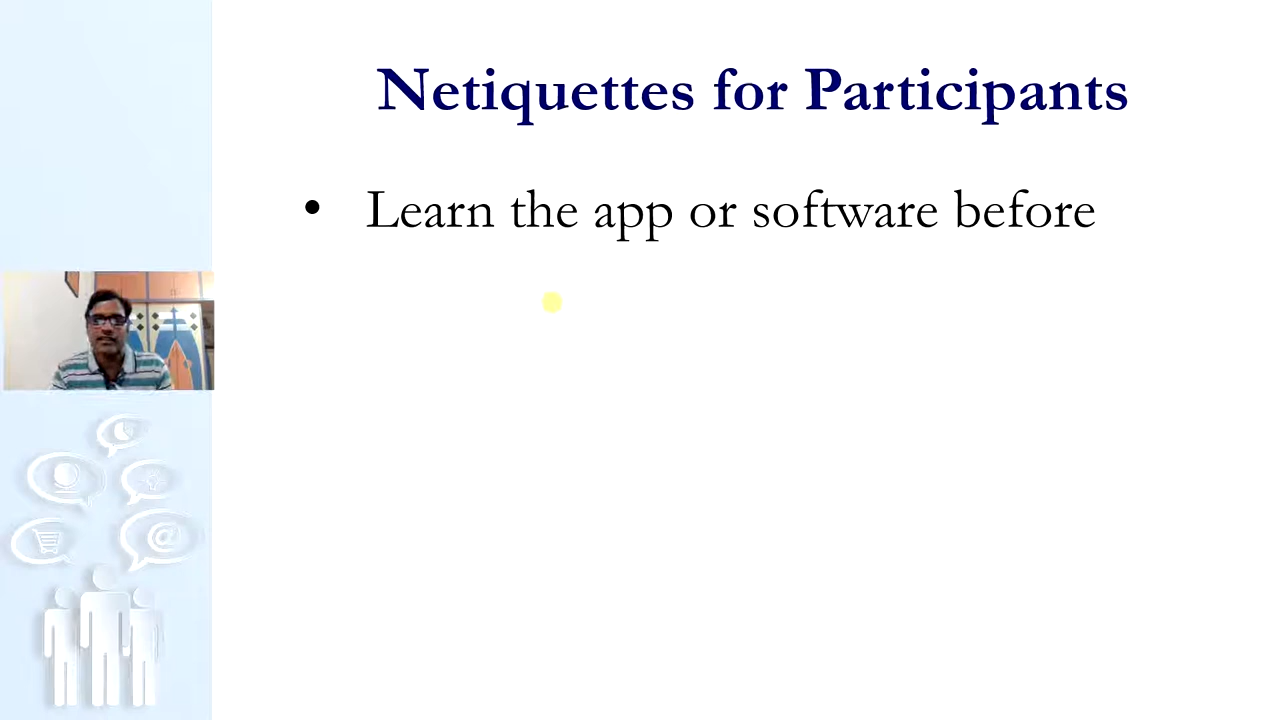 Netiquettes for Participants
• Learn the app or software before
@